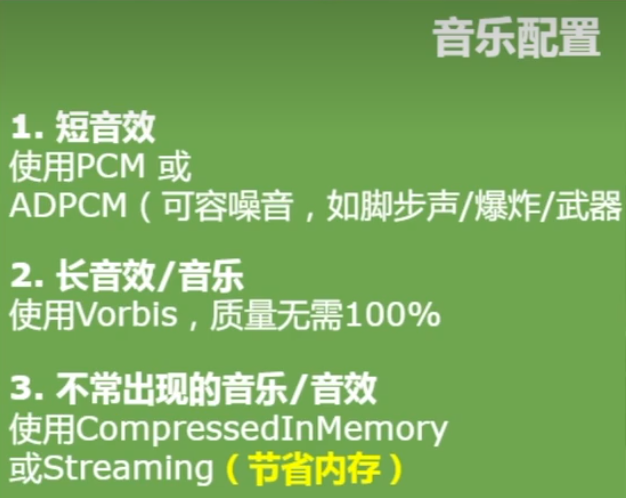 音乐配置
1. 短音效
使用PCM 或
ADPCM（可容噪音，如脚步声/爆炸/武器
2. 长音效/音乐
使用Vorbis，质量无需100%
3. 不常出现的音乐/音效
使用CompressedInMemory
或Streaming（节省内存）